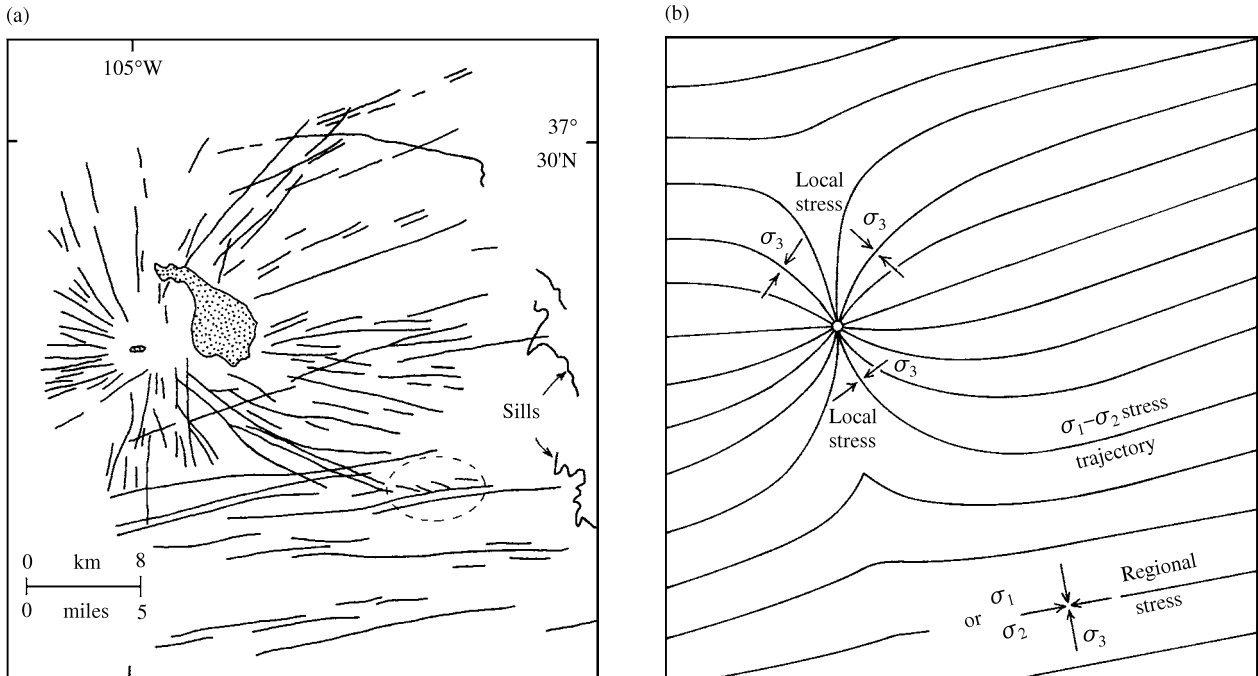 (a)
105°W
37°
30'N
Sills
0 km 8
0 miles 5
(b)
Local
stress
σ3
σ3
σ3
Local
stress
σ1–σ2 stress
trajectory
Regional
stress
or σ1
σ2
σ3